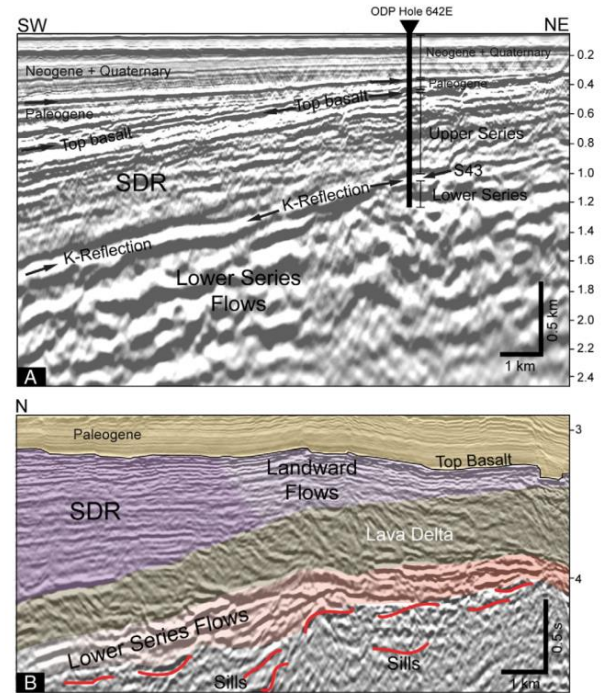 ODP Hole 642E
SW
NE
Neogene + Quaternary
Neogene + Quaternary
0.2
Paleogene
Paleogene
0.4
Top basalt
Top basalt
0.6
Upper Series
0.8
SDR
S43
1.0
K-Reflection
Lower Series
1.2
K-Reflection
1.4
1.6
Lower Series
Flows
1.8
2.0
0.5 km
2.2
1 km
2.4
A
N
Paleogene
3
Landward
Flows
Top Basalt
SDR
Lava Delta
4
Lower Series Flows
0.5 s
Sills
Sills
1 km
B